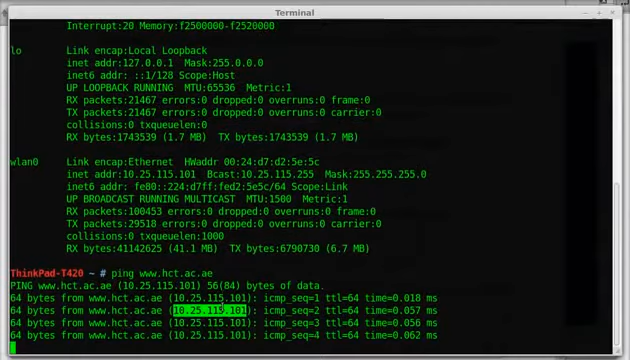 Terminal
Interrupt:20 Memory:f2500000-f2520000
lo Link encap:Local Loopback
inet addr:127.0.0.1 Mask:255.0.0.0
inet6 addr: ::1/128 Scope:Host
UP LOOPBACK RUNNING MTU:65536 Metric:1
RX packets:21467 errors:0 dropped:0 overruns:0 frame:0
TX packets:21467 errors:0 dropped:0 overruns:0 carrier:0
collisions:0 txqueuelen:0
RX bytes:1743539 (1.7 MB) TX bytes:1743539 (1.7 MB)
wlan0 Link encap:Ethernet HWaddr 00:24:d7:d2:5e:5c
inet addr:10.25.115.101 Bcast:10.25.115.255 Mask:255.255.255.0
inet6 addr: fe80::224:d7ff:fed2:5e5c/64 Scope:Link
UP BROADCAST RUNNING MULTICAST MTU:1500 Metric:1
RX packets:100453 errors:0 dropped:0 overruns:0 frame:0
TX packets:29518 errors:0 dropped:0 overruns:0 carrier:0
collisions:0 txqueuelen:1000
RX bytes:41142625 (41.1 MB) TX bytes:6790730 (6.7 MB)
ThinkPad-T420 ~ # ping www.hct.ac.ae
PING www.hct.ac.ae (10.25.115.101) 56(84) bytes of data.
64 bytes from www.hct.ac.ae (10.25.115.101): icmp_seq=1 ttl=64 time=0.018 ms
64 bytes from www.hct.ac.ae (10.25.115.101): icmp_seq=2 ttl=64 time=0.057 ms
64 bytes from www.hct.ac.ae (10.25.115.101): icmp_seq=3 ttl=64 time=0.056 ms
64 bytes from www.hct.ac.ae (10.25.115.101): icmp_seq=4 ttl=64 time=0.062 ms